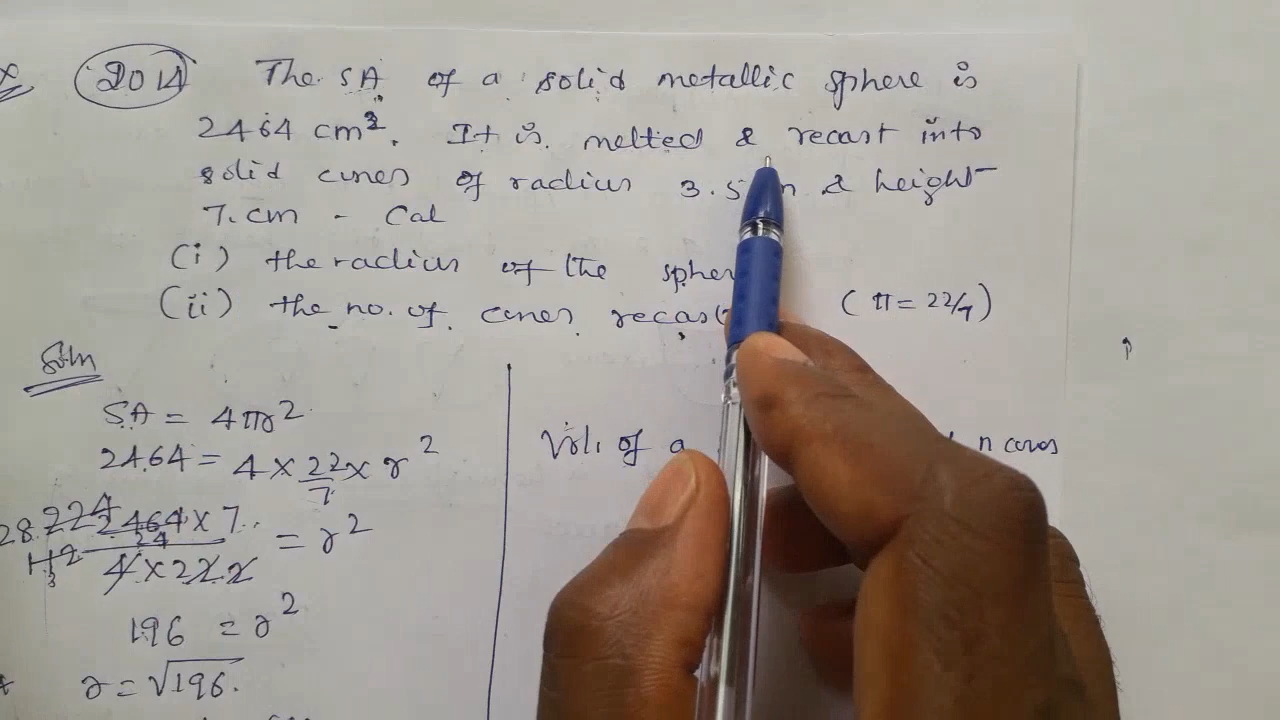 2014 The SA of a solid metallic sphere is
2464 cm². It is melted & recast into
solid cones of radius 3.5 & height
7 cm - Cal
(i) the radius of the
(ii) the no. of cones recast (π = 22/7)
Soln
SA = 4πr²
2464 = 4 × 22/7 × r²
2464 × 7 / 4 × 22 = r²
196 = r²
r = √196.
Vol. of a n cones